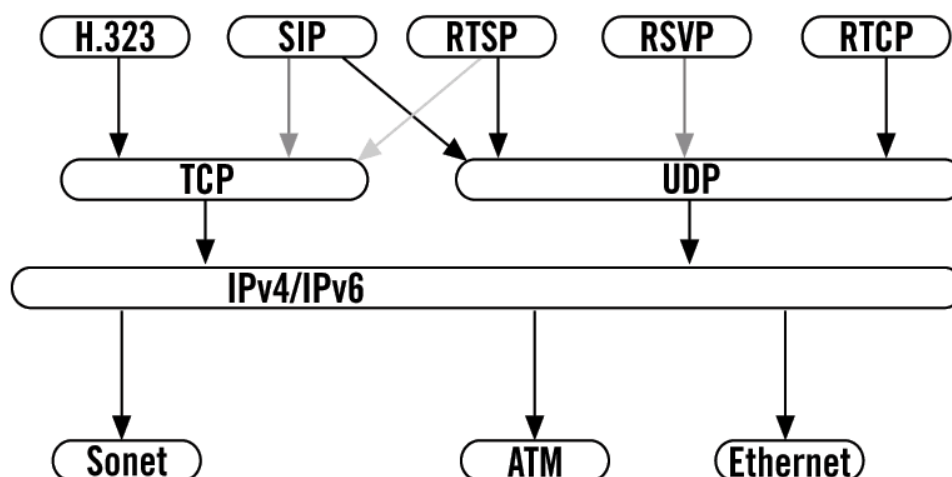 H.323 SIP RTSP RSVP RTCP
TCP UDP
IPv4/IPv6
Sonet ATM Ethernet